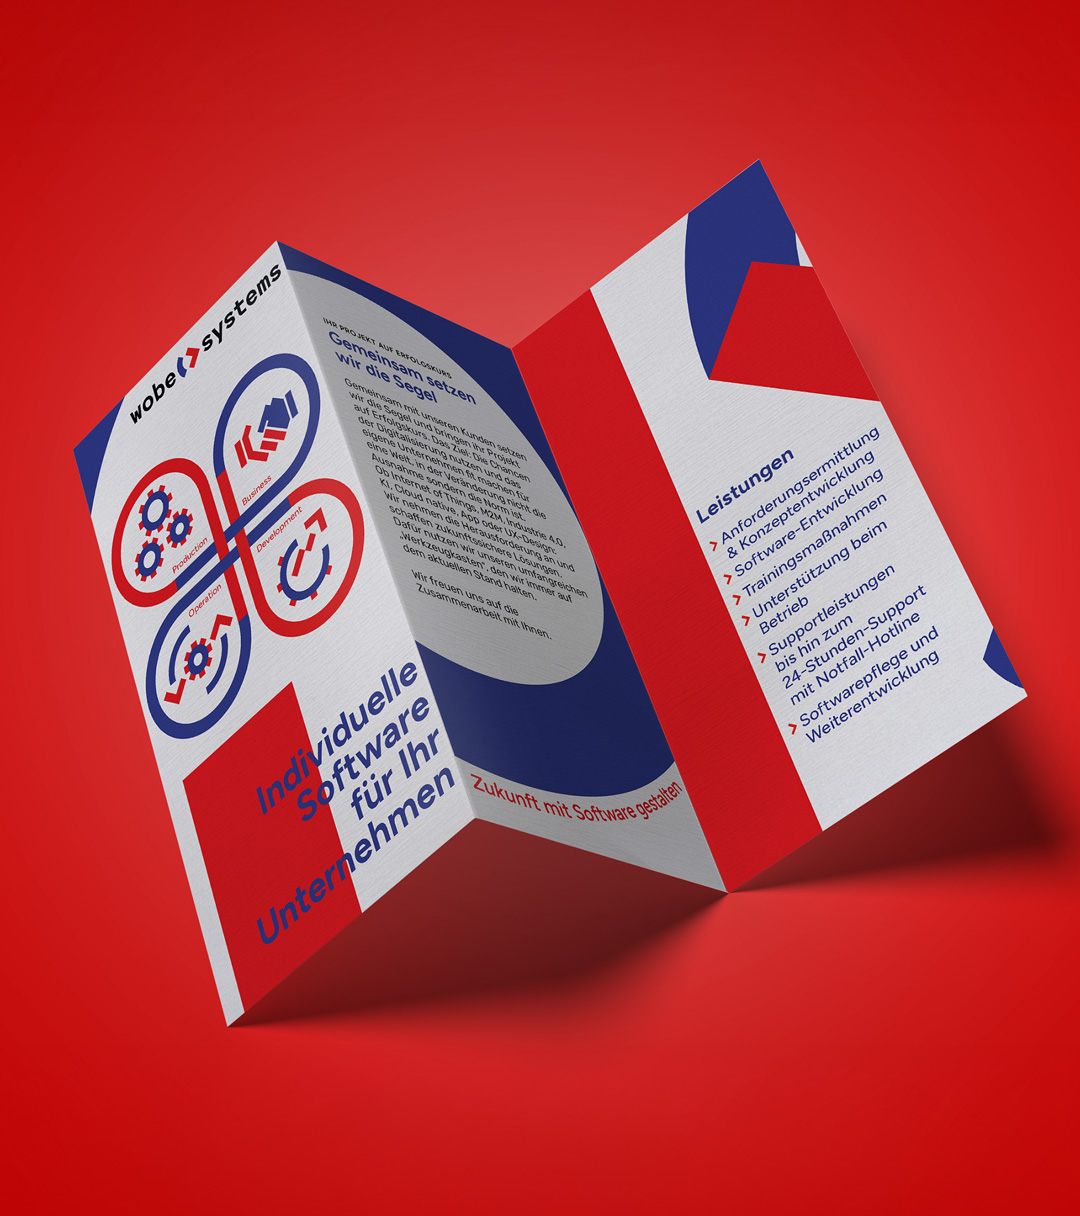 wobe systems
Business
Production
Development
Operation
Individuelle
Software
für Ihr
Unternehmen
IHR PROJEKT AUF ERFOLGSKURS
Gemeinsam setzen
wir die Segel
Gemeinsam mit unseren Kunden setzen
wir die Segel und bringen ihr Projekt
auf Erfolgskurs. Das Ziel: Die Chancen
der Digitalisierung nutzen und das
eigene Unternehmen fit machen für
eine Welt, in der Veränderung nicht die
Ausnahme sondern die Norm ist.
Ob Internet of Things, M2M, Industrie 4.0,
KI, Cloud native, App oder UX-Design:
Wir nehmen die Herausforderung an und
schaffen zukunftssichere Lösungen.
Dafür nutzen wir unseren umfangreichen
„Werkzeugkasten“, den wir immer auf
dem aktuellen Stand halten.
Wir freuen uns auf die
Zusammenarbeit mit Ihnen.
Zukunft mit Software gestalten
Leistungen
Anforderungsermittlung
& Konzeptentwicklung
Software-Entwicklung
Trainingsmaßnahmen
Unterstützung beim
Betrieb
Supportleistungen
bis hin zum
24-Stunden-Support
mit Notfall-Hotline
Softwarepflege und
Weiterentwicklung